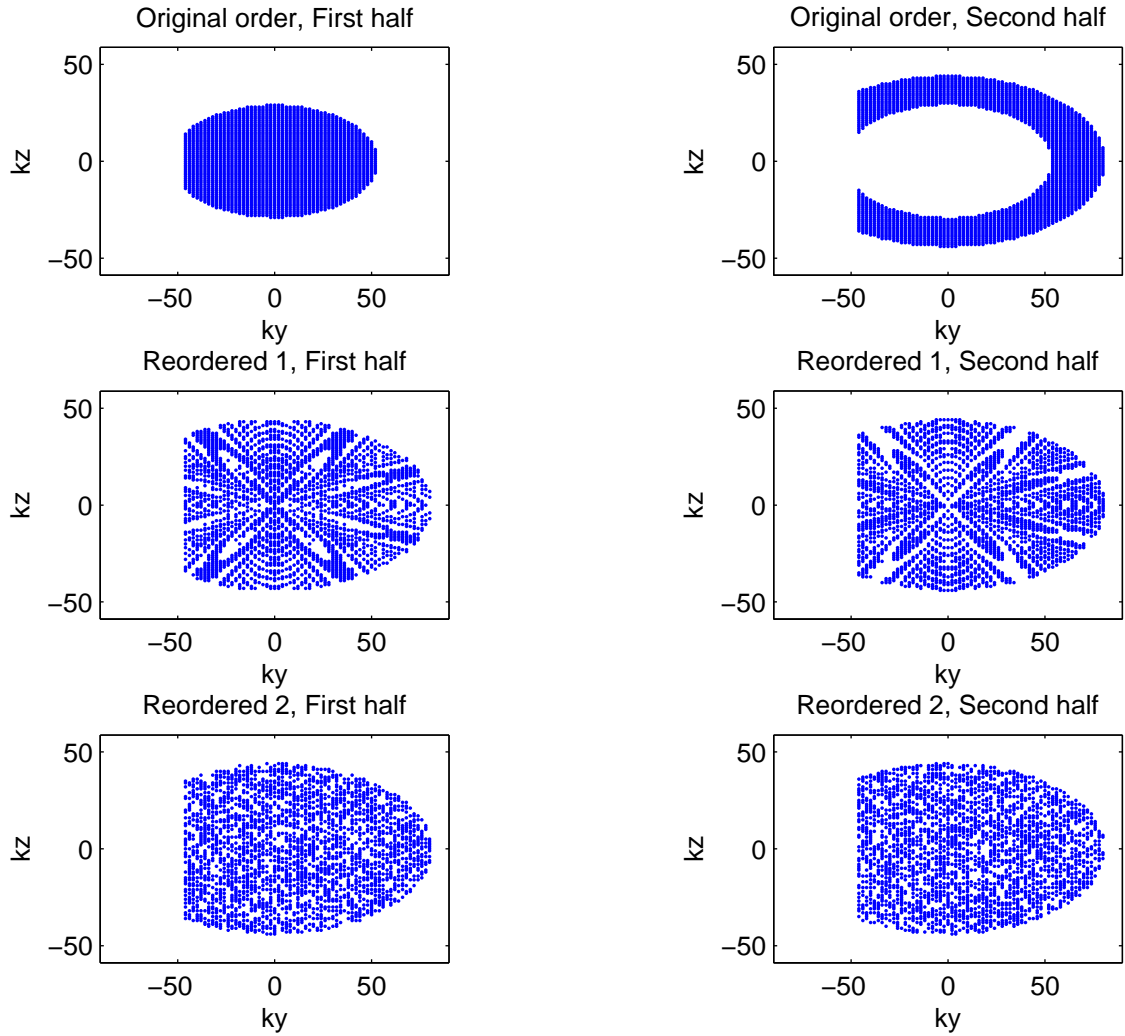 Original order, First half
50
0
−50
kz
−50 0 50
ky
Original order, Second half
50
0
−50
kz
−50 0 50
ky
Reordered 1, First half
50
0
−50
kz
−50 0 50
ky
Reordered 1, Second half
50
0
−50
kz
−50 0 50
ky
Reordered 2, First half
50
0
−50
kz
−50 0 50
ky
Reordered 2, Second half
50
0
−50
kz
−50 0 50
ky